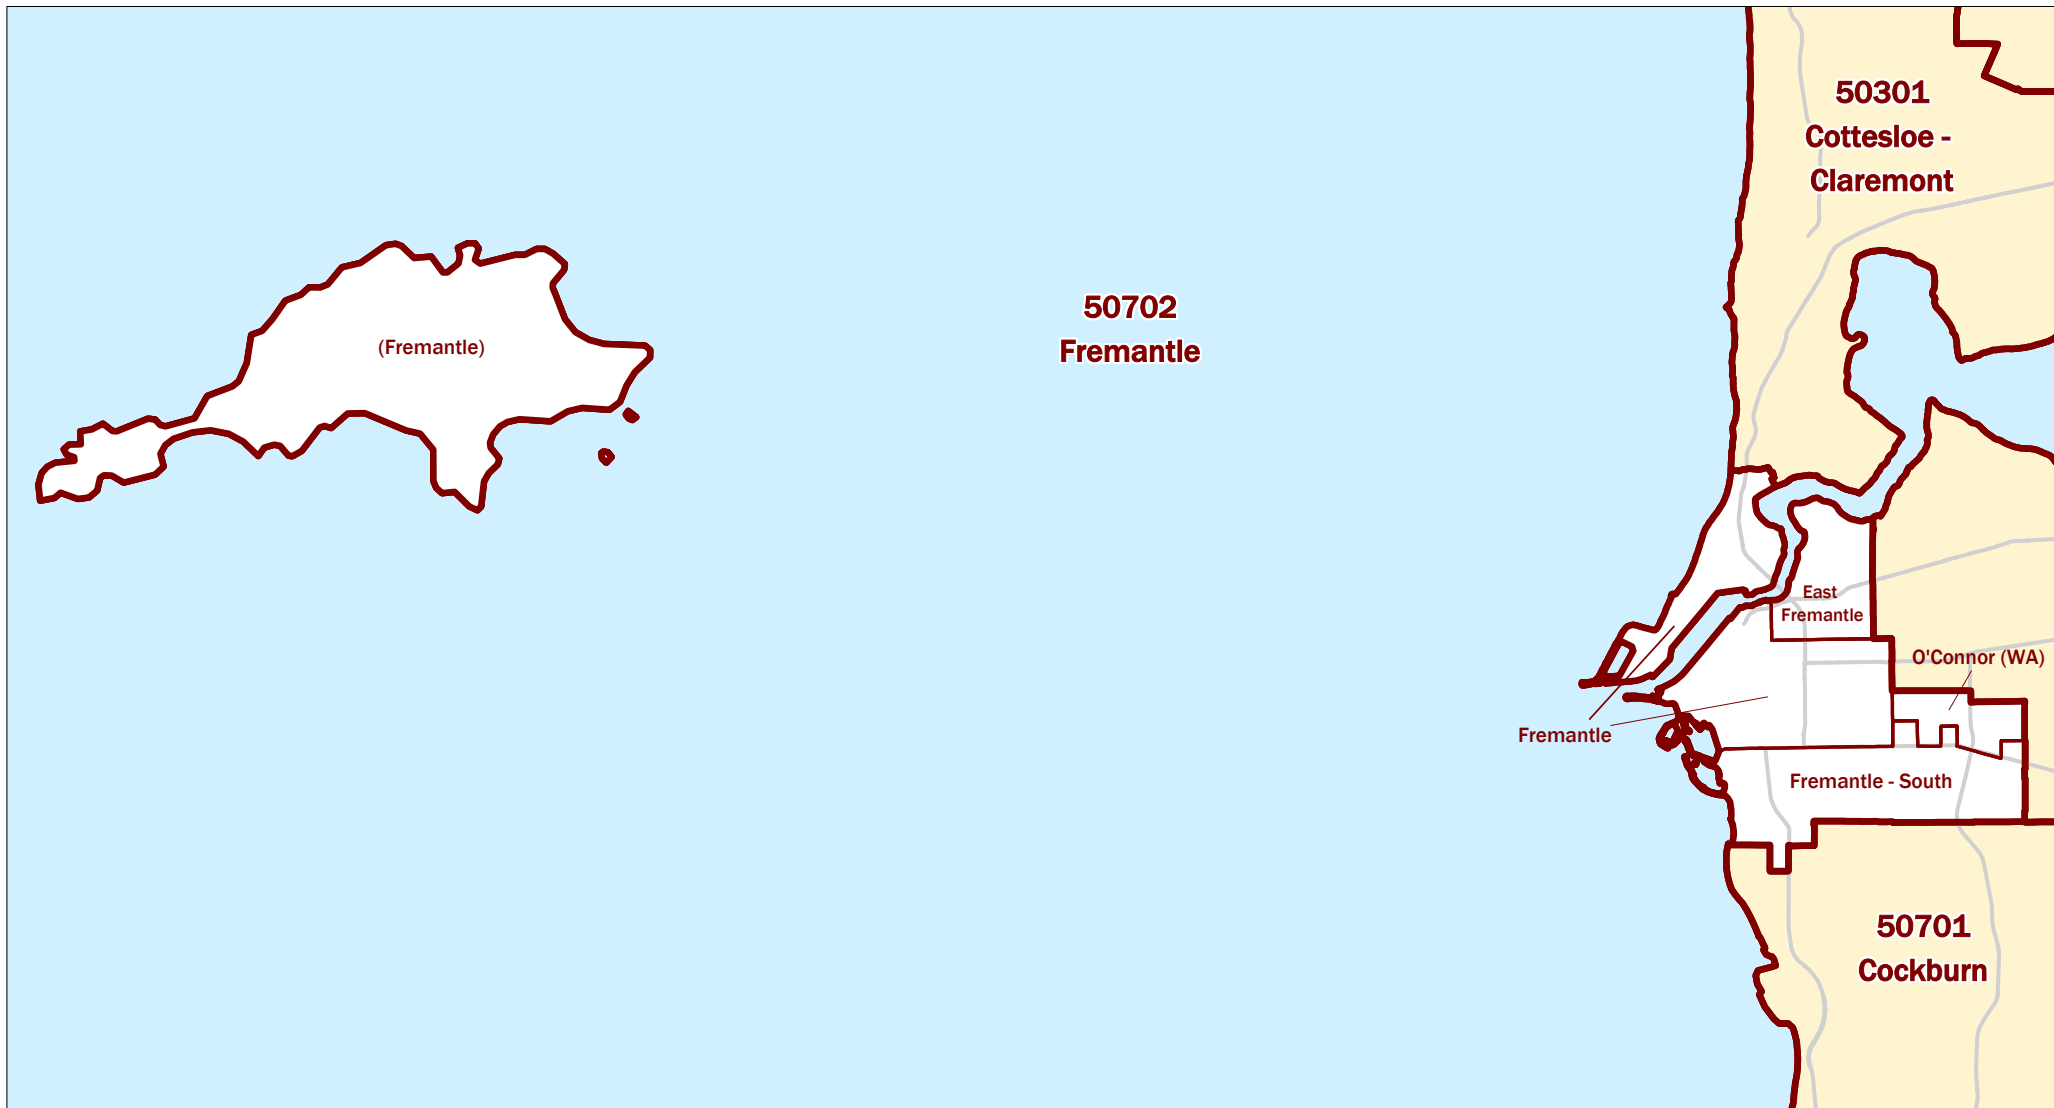 50301
Cottesloe -
Claremont
50702
Fremantle
(Fremantle)
East
Fremantle
O'Connor (WA)
Fremantle
Fremantle - South
50701
Cockburn